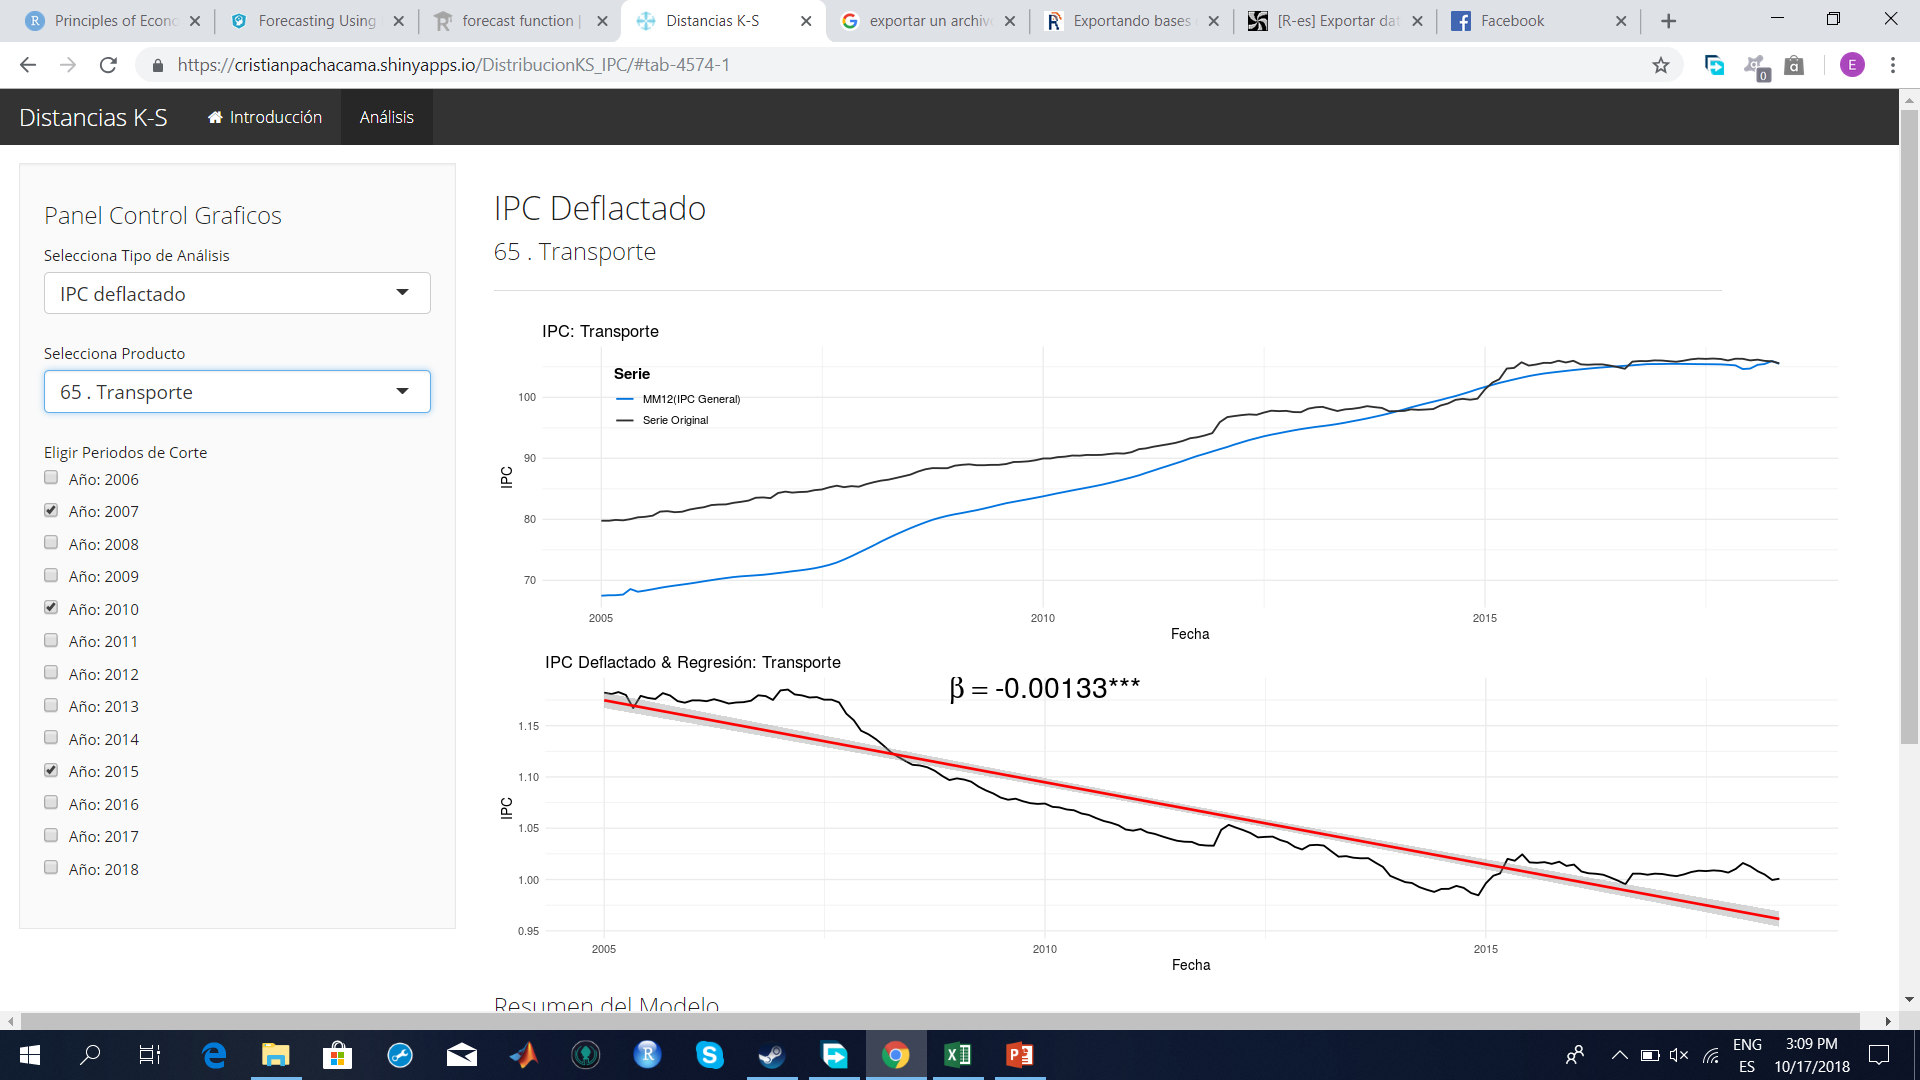 Principles of Econo
Forecasting Using
forecast function |
Distancias K-S
exportar un archivo
Exportando bases
[R-es] Exportar dat
Facebook
https://cristianpachacama.shinyapps.io/DistribucionKS_IPC/#tab-4574-1
0
E
Distancias K-S
Introducción
Análisis
Panel Control Graficos
Selecciona Tipo de Análisis
IPC deflactado
Selecciona Producto
65 . Transporte
Eligir Periodos de Corte
Año: 2006
Año: 2007
Año: 2008
Año: 2009
Año: 2010
Año: 2011
Año: 2012
Año: 2013
Año: 2014
Año: 2015
Año: 2016
Año: 2017
Año: 2018
IPC Deflactado
65 . Transporte
IPC: Transporte
Serie
MM12(IPC General)
Serie Original
IPC
100
90
80
70
2005
2010
2015
Fecha
IPC Deflactado & Regresión: Transporte
β = -0.00133***
IPC
1.15
1.10
1.05
1.00
0.95
2005
2010
2015
Fecha
Resumen del Modelo
ENG
ES
3:09 PM
10/17/2018